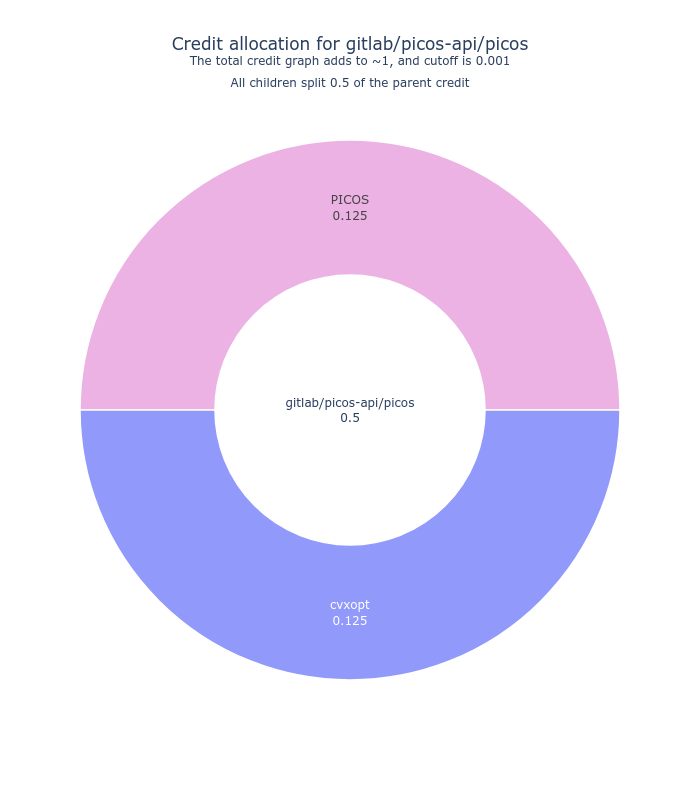 Credit allocation for gitlab/picos-api/picos
The total credit graph adds to ~1, and cutoff is 0.001
All children split 0.5 of the parent credit
PICOS
0.125
gitlab/picos-api/picos
0.5
cvxopt
0.125